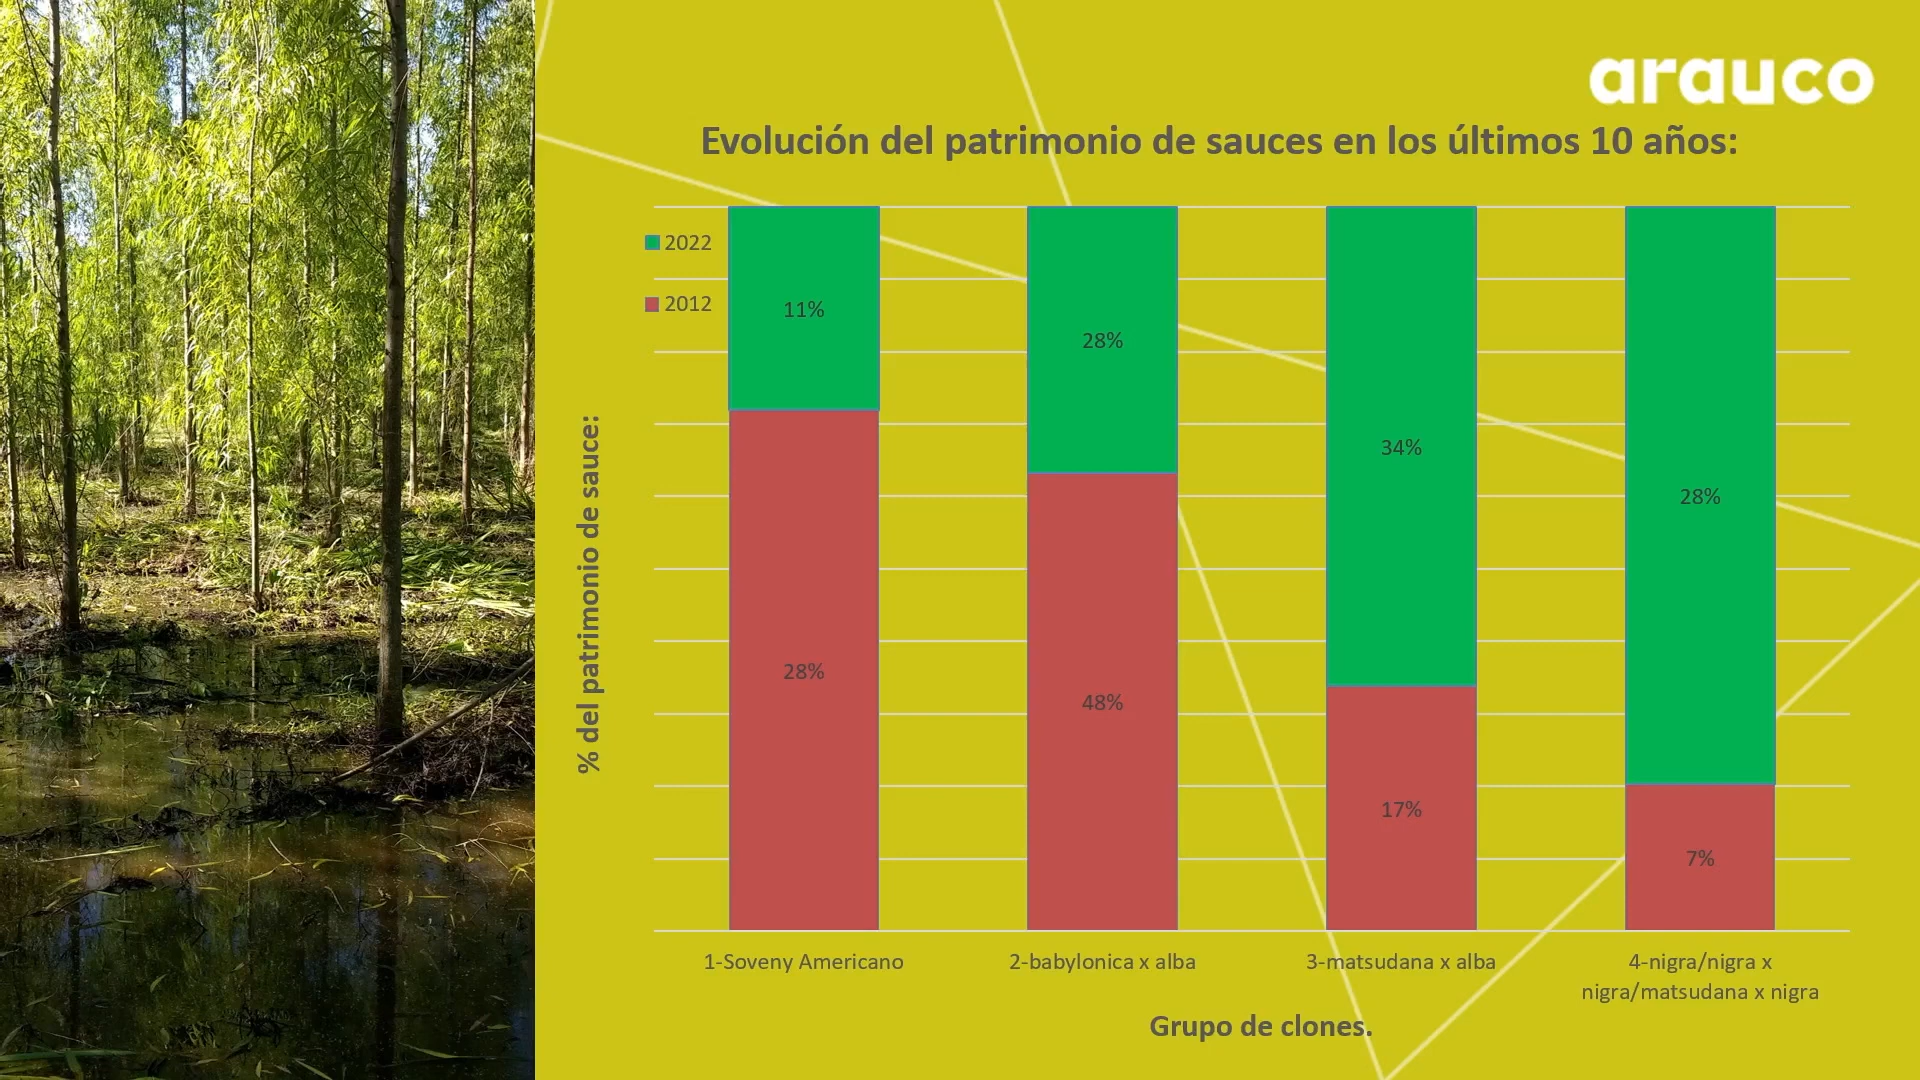 arauco
Evolución del patrimonio de sauces en los últimos 10 años:
2022
2012
11%
28%
34%
28%
28%
48%
17%
7%
% del patrimonio de sauce:
1-Soveny Americano
2-babylonica x alba
3-matsudana x alba
4-nigra/nigra x
nigra/matsudana x nigra
Grupo de clones.